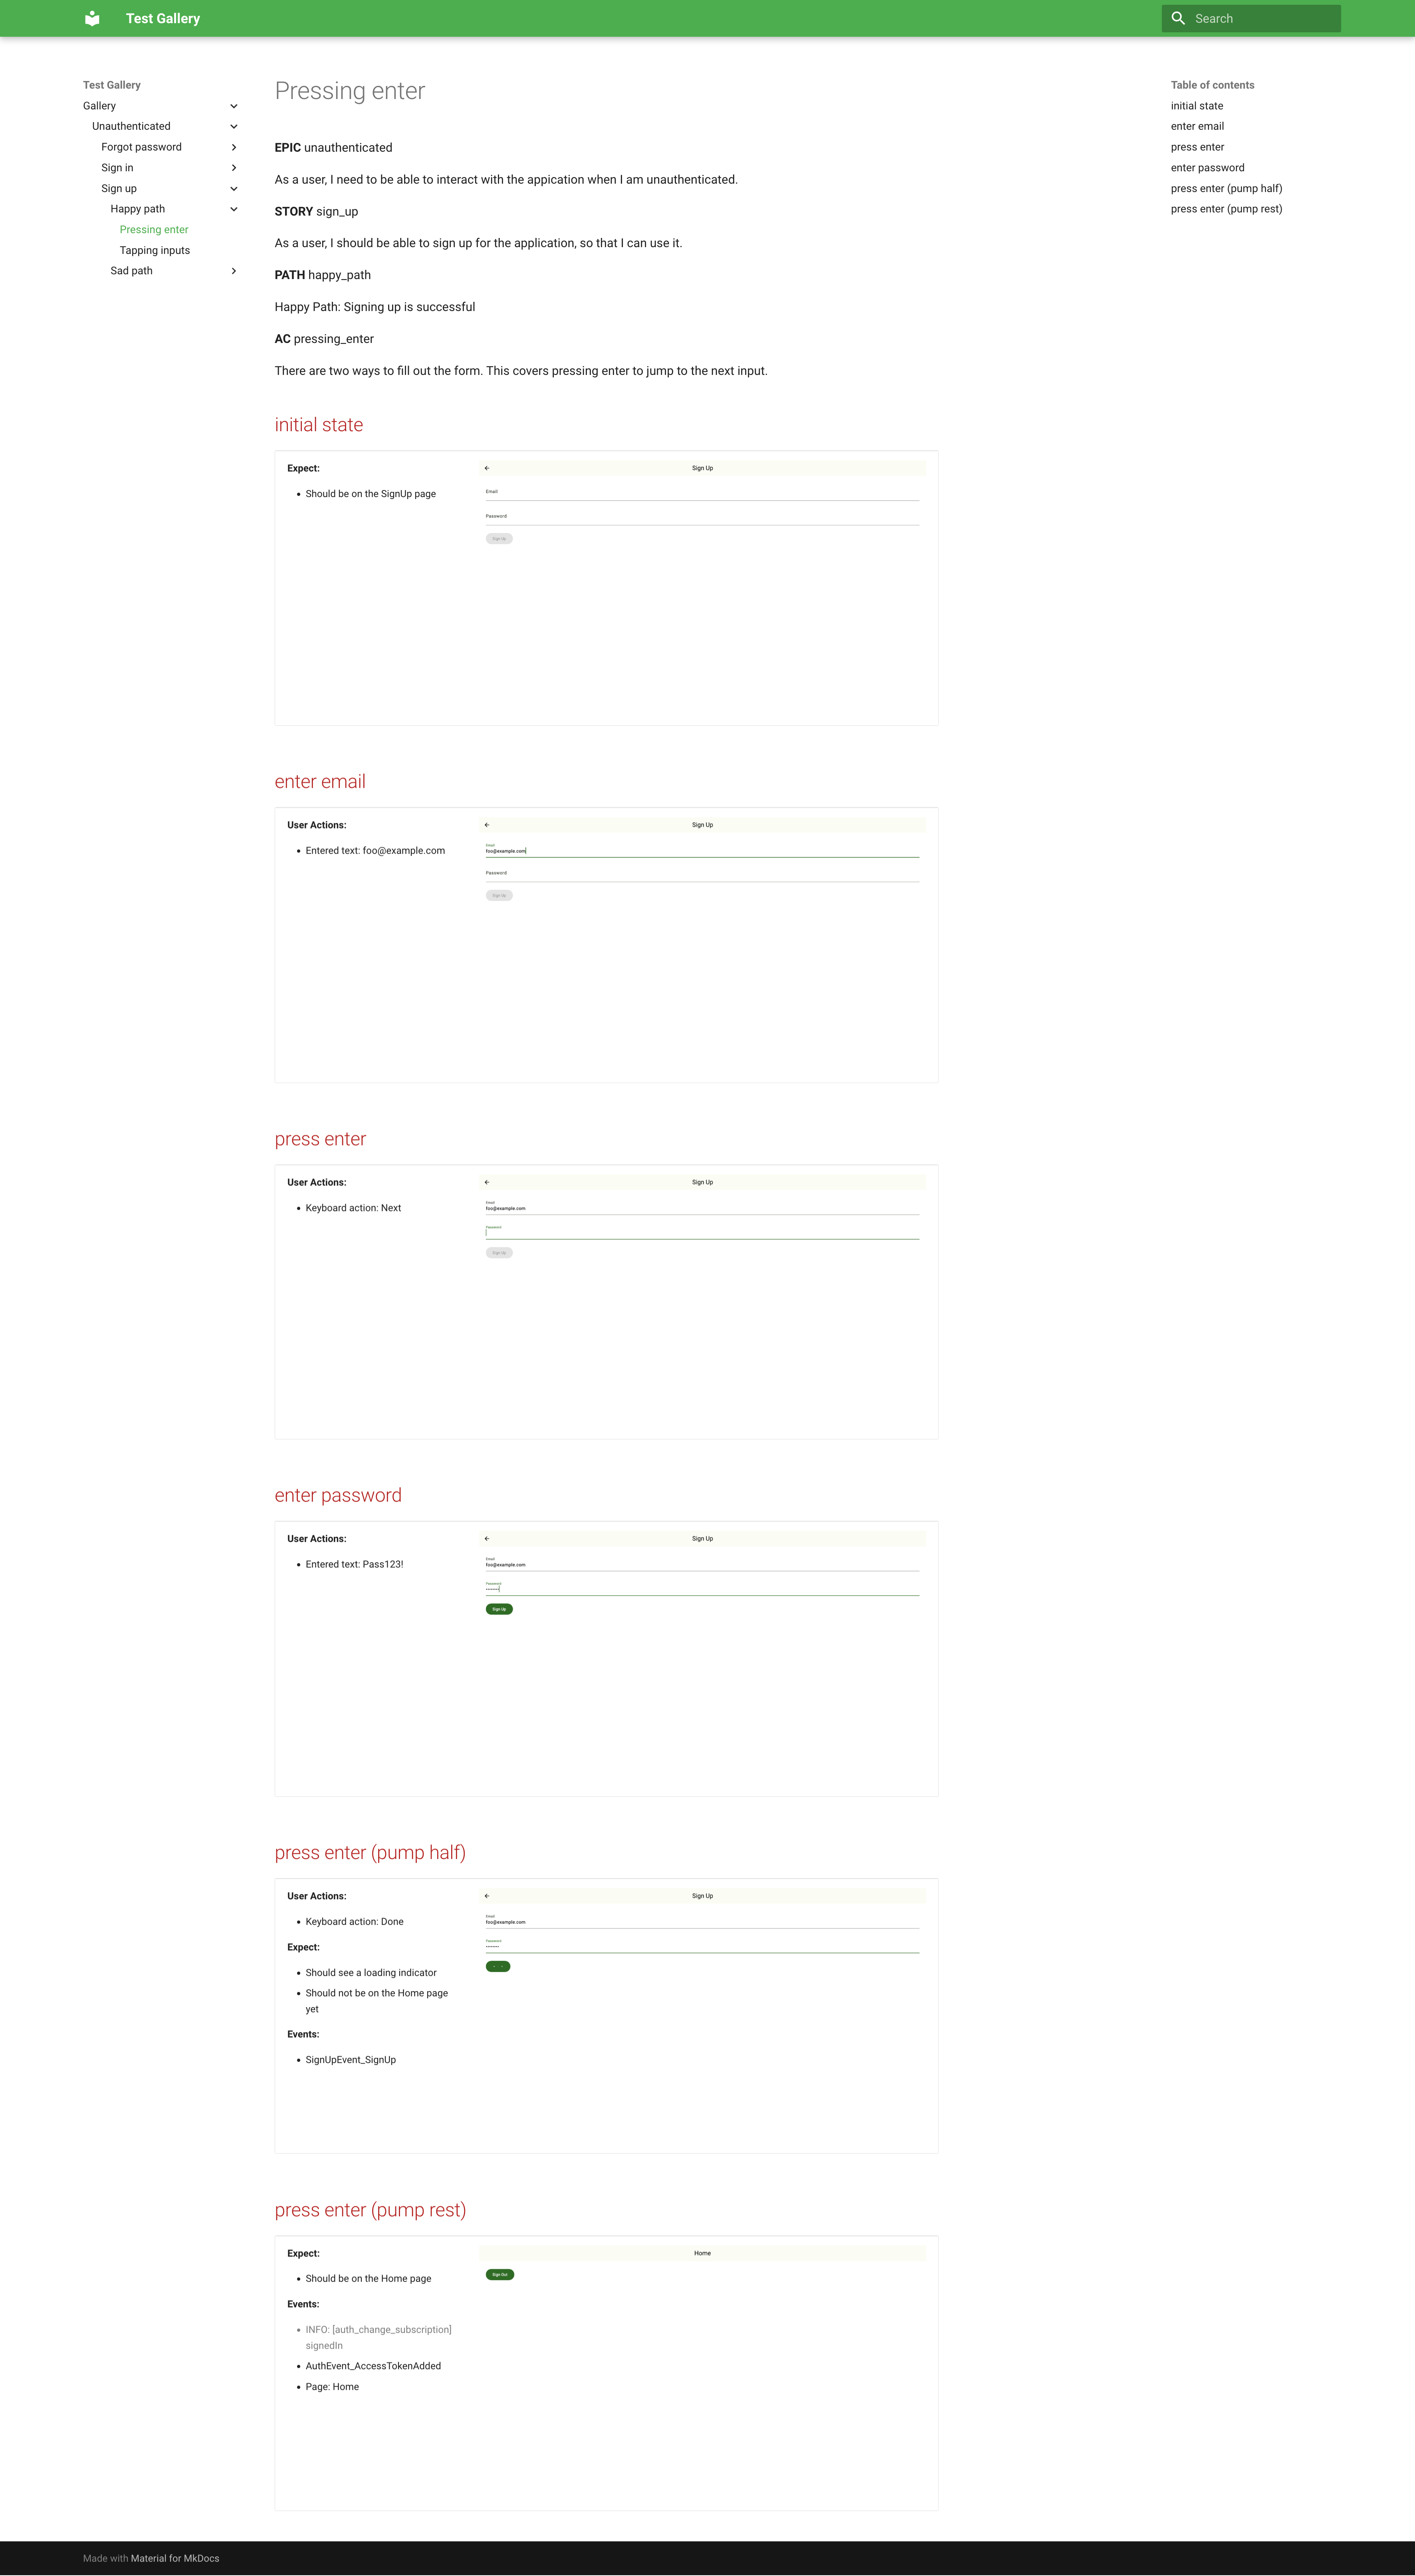 Test Gallery
Search
Test Gallery
Gallery
Unauthenticated
Forgot password
Sign in
Sign up
Happy path
Pressing enter
Tapping inputs
Sad path
Pressing enter
EPIC unauthenticated
As a user, I need to be able to interact with the appication when I am unauthenticated.
STORY sign_up
As a user, I should be able to sign up for the application, so that I can use it.
PATH happy_path
Happy Path: Signing up is successful
AC pressing_enter
There are two ways to fill out the form. This covers pressing enter to jump to the next input.
Table of contents
initial state
enter email
press enter
enter password
press enter (pump half)
press enter (pump rest)
initial state
Expect:
Should be on the SignUp page
Sign Up
Email
Password
Sign Up
enter email
User Actions:
Entered text: foo@example.com
Sign Up
Email
foo@example.com
Password
Sign Up
press enter
User Actions:
Keyboard action: Next
Sign Up
Email
foo@example.com
Password
Sign Up
enter password
User Actions:
Entered text: Pass123!
Sign Up
Email
foo@example.com
Password
••••••••
Sign Up
press enter (pump half)
User Actions:
Keyboard action: Done
Expect:
Should see a loading indicator
Should not be on the Home page
yet
Events:
SignUpEvent_SignUp
Sign Up
Email
foo@example.com
Password
••••••••
press enter (pump rest)
Expect:
Should be on the Home page
Events:
INFO: [auth_change_subscription]
signedIn
AuthEvent_AccessTokenAdded
Page: Home
Home
Sign Out
Made with Material for MkDocs